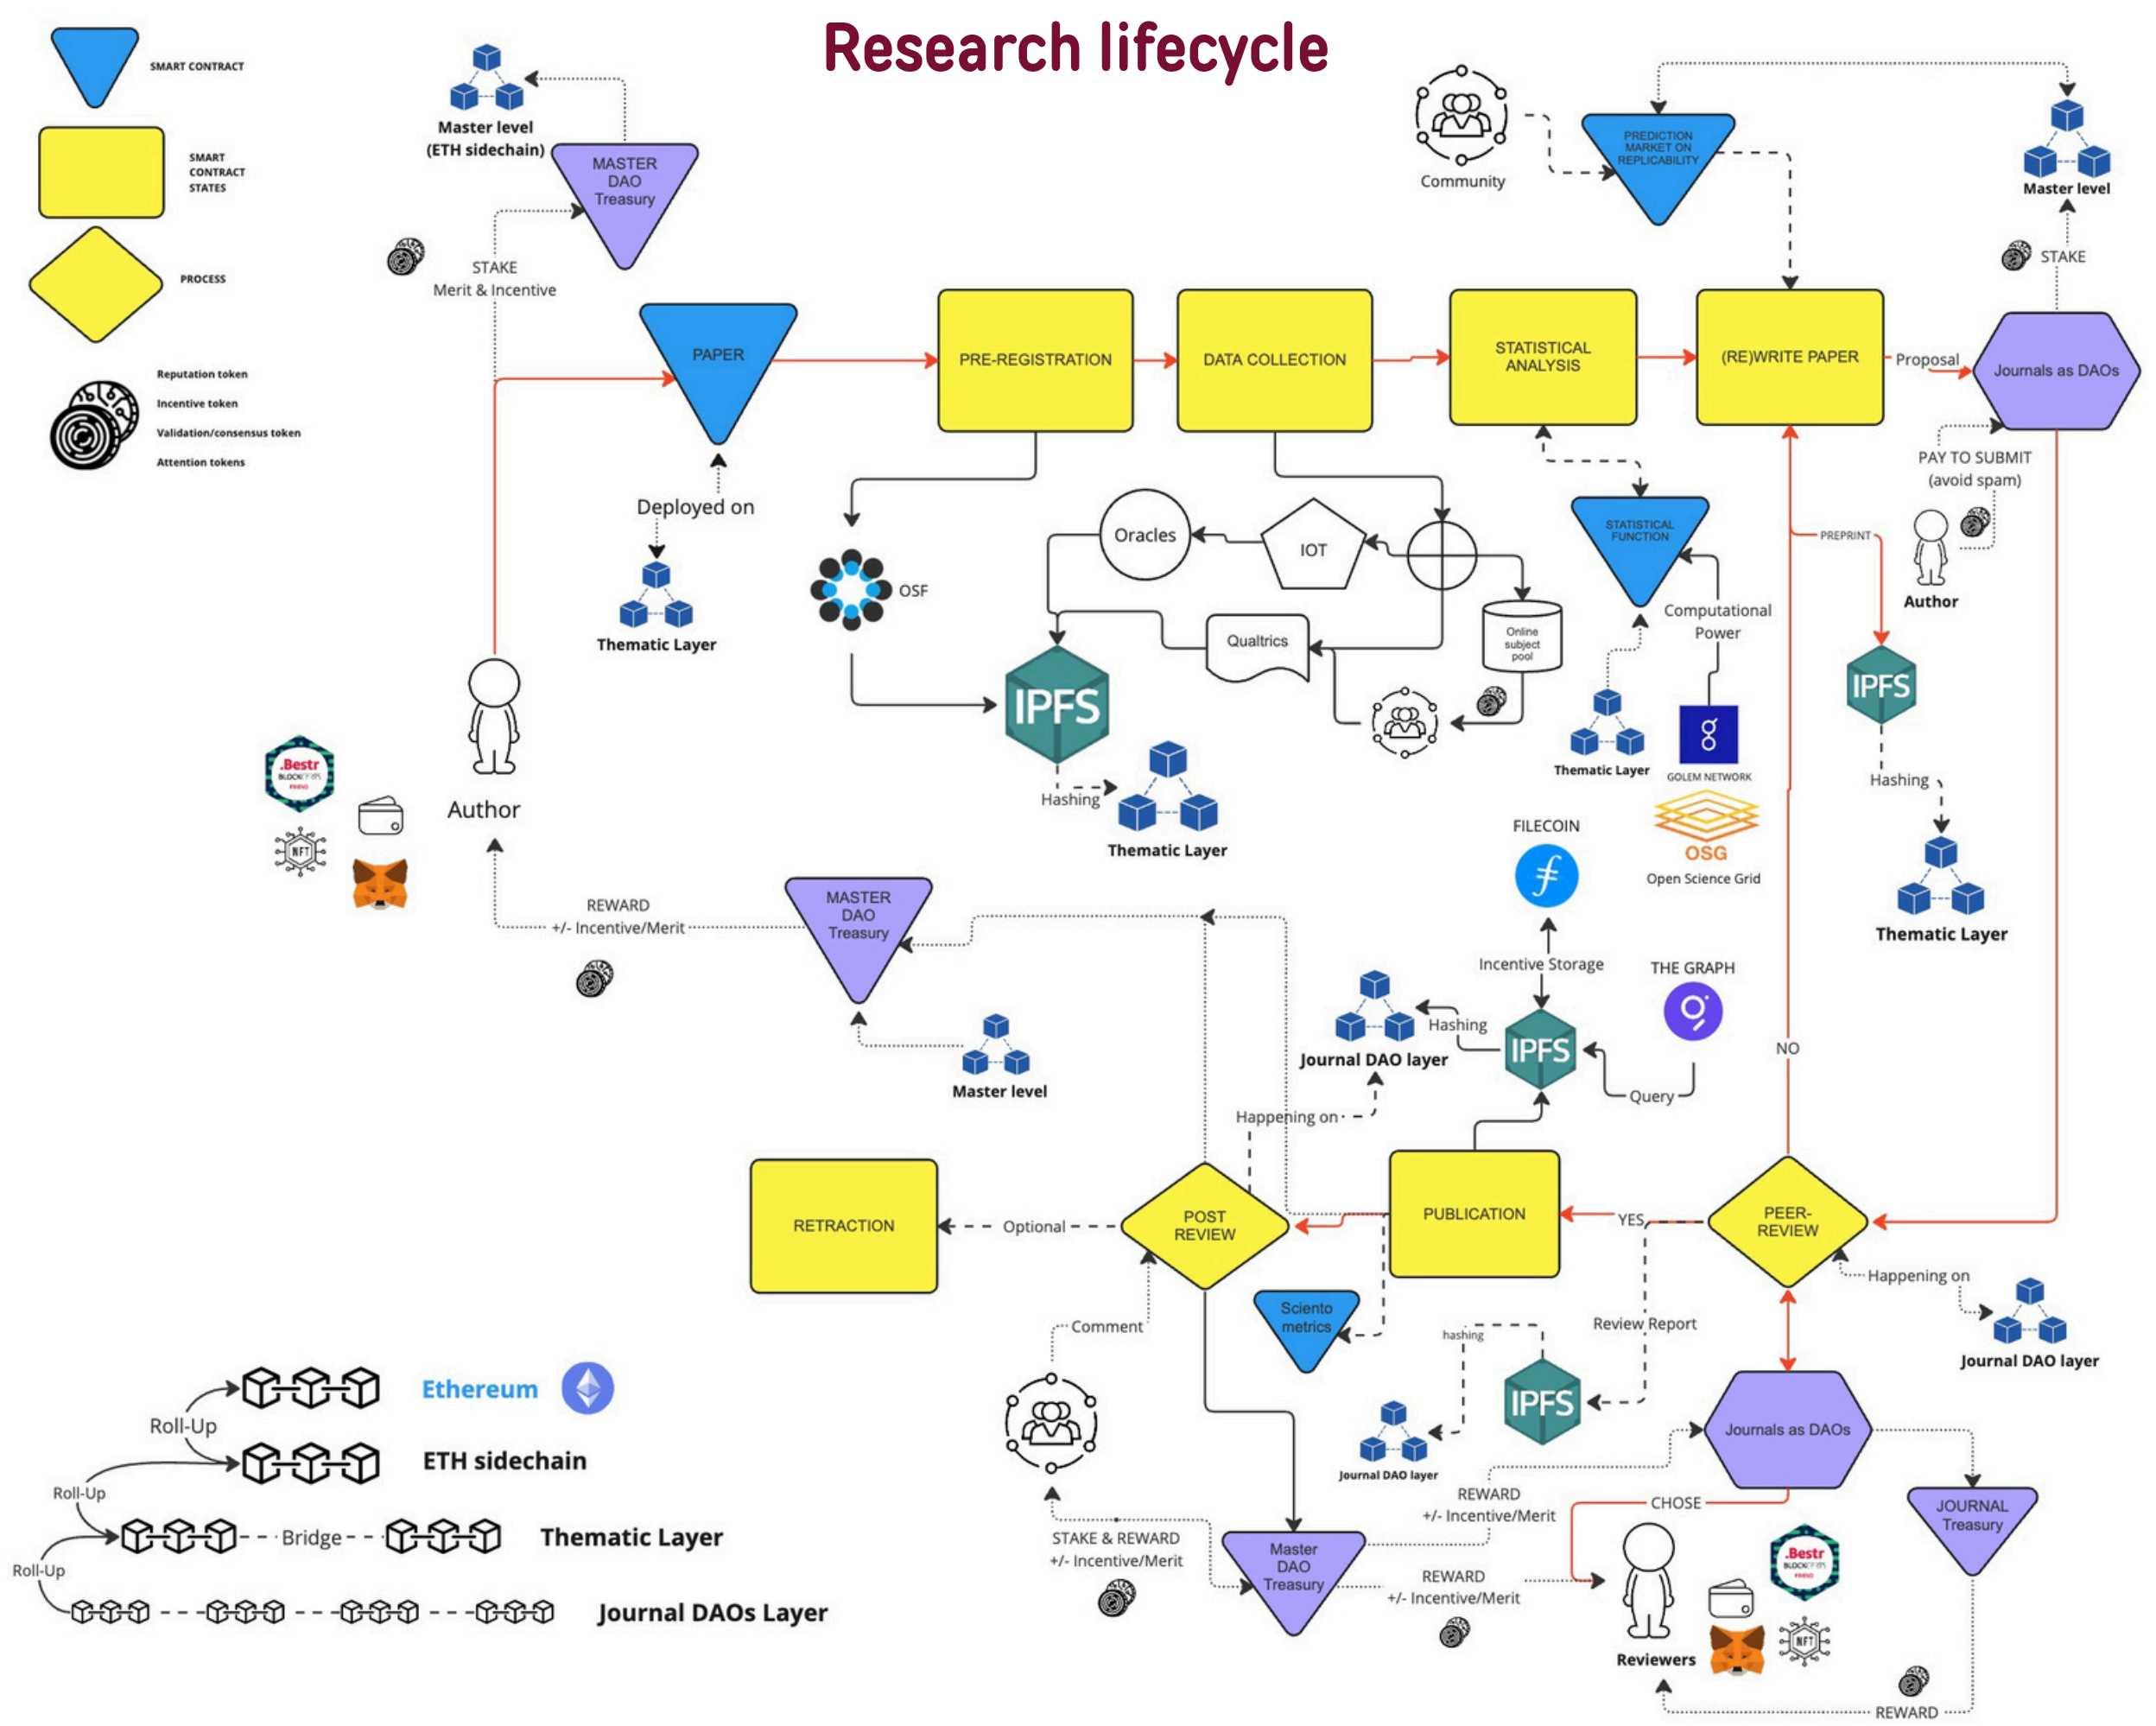 Research lifecycle
SMART CONTRACT
SMART
CONTRACT
STATES
PROCESS
Reputation token
Incentive token
Validation/consensus token
Attention tokens
Master level
(ETH sidechain)
MASTER
DAO
Treasury
STAKE
Merit & Incentive
Community
PREDICTION
MARKET ON
REPLICABILITY
Master level
STAKE
PAPER
PRE-REGISTRATION
DATA COLLECTION
STATISTICAL
ANALYSIS
(RE)WRITE PAPER
Proposal
Journals as DAOs
PAY TO SUBMIT
(avoid spam)
Author
Deployed on
Thematic Layer
OSF
Oracles
IOT
Qualtrics
Online
subject
pool
IPFS
Hashing
Thematic Layer
STATISTICAL
FUNCTION
Computational
Power
Thematic Layer
GOLEM NETWORK
OSG
Open Science Grid
PREPRINT
IPFS
Hashing
Thematic Layer
.Bestr
FRIEND
NFT
Author
REWARD
+/- Incentive/Merit
MASTER
DAO
Treasury
Master level
FILECOIN
Incentive Storage
THE GRAPH
Hashing
IPFS
Journal DAO layer
Query
Happening on
NO
RETRACTION
Optional
POST
REVIEW
PUBLICATION
YES
PEER-
REVIEW
Happening on
Journal DAO layer
Sciento
metrics
Comment
hashing
Review Report
IPFS
Journal DAO layer
Journals as DAOs
REWARD
+/- Incentive/Merit
CHOSE
JOURNAL
Treasury
STAKE & REWARD
+/- Incentive/Merit
Master
DAO
Treasury
REWARD
+/- Incentive/Merit
.Bestr
FRIEND
NFT
Reviewers
REWARD
Roll-Up
Ethereum
ETH sidechain
Roll-Up
Bridge
Thematic Layer
Roll-Up
Journal DAOs Layer